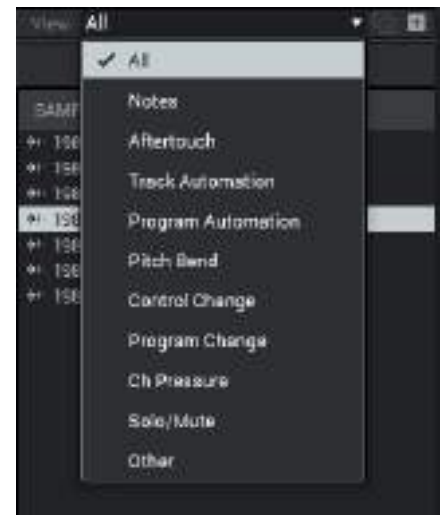 View: All
All
Notes
Aftertouch
Track Automation
Program Automation
Pitch Bend
Control Change
Program Change
Ch Pressure
Solo/Mute
Other